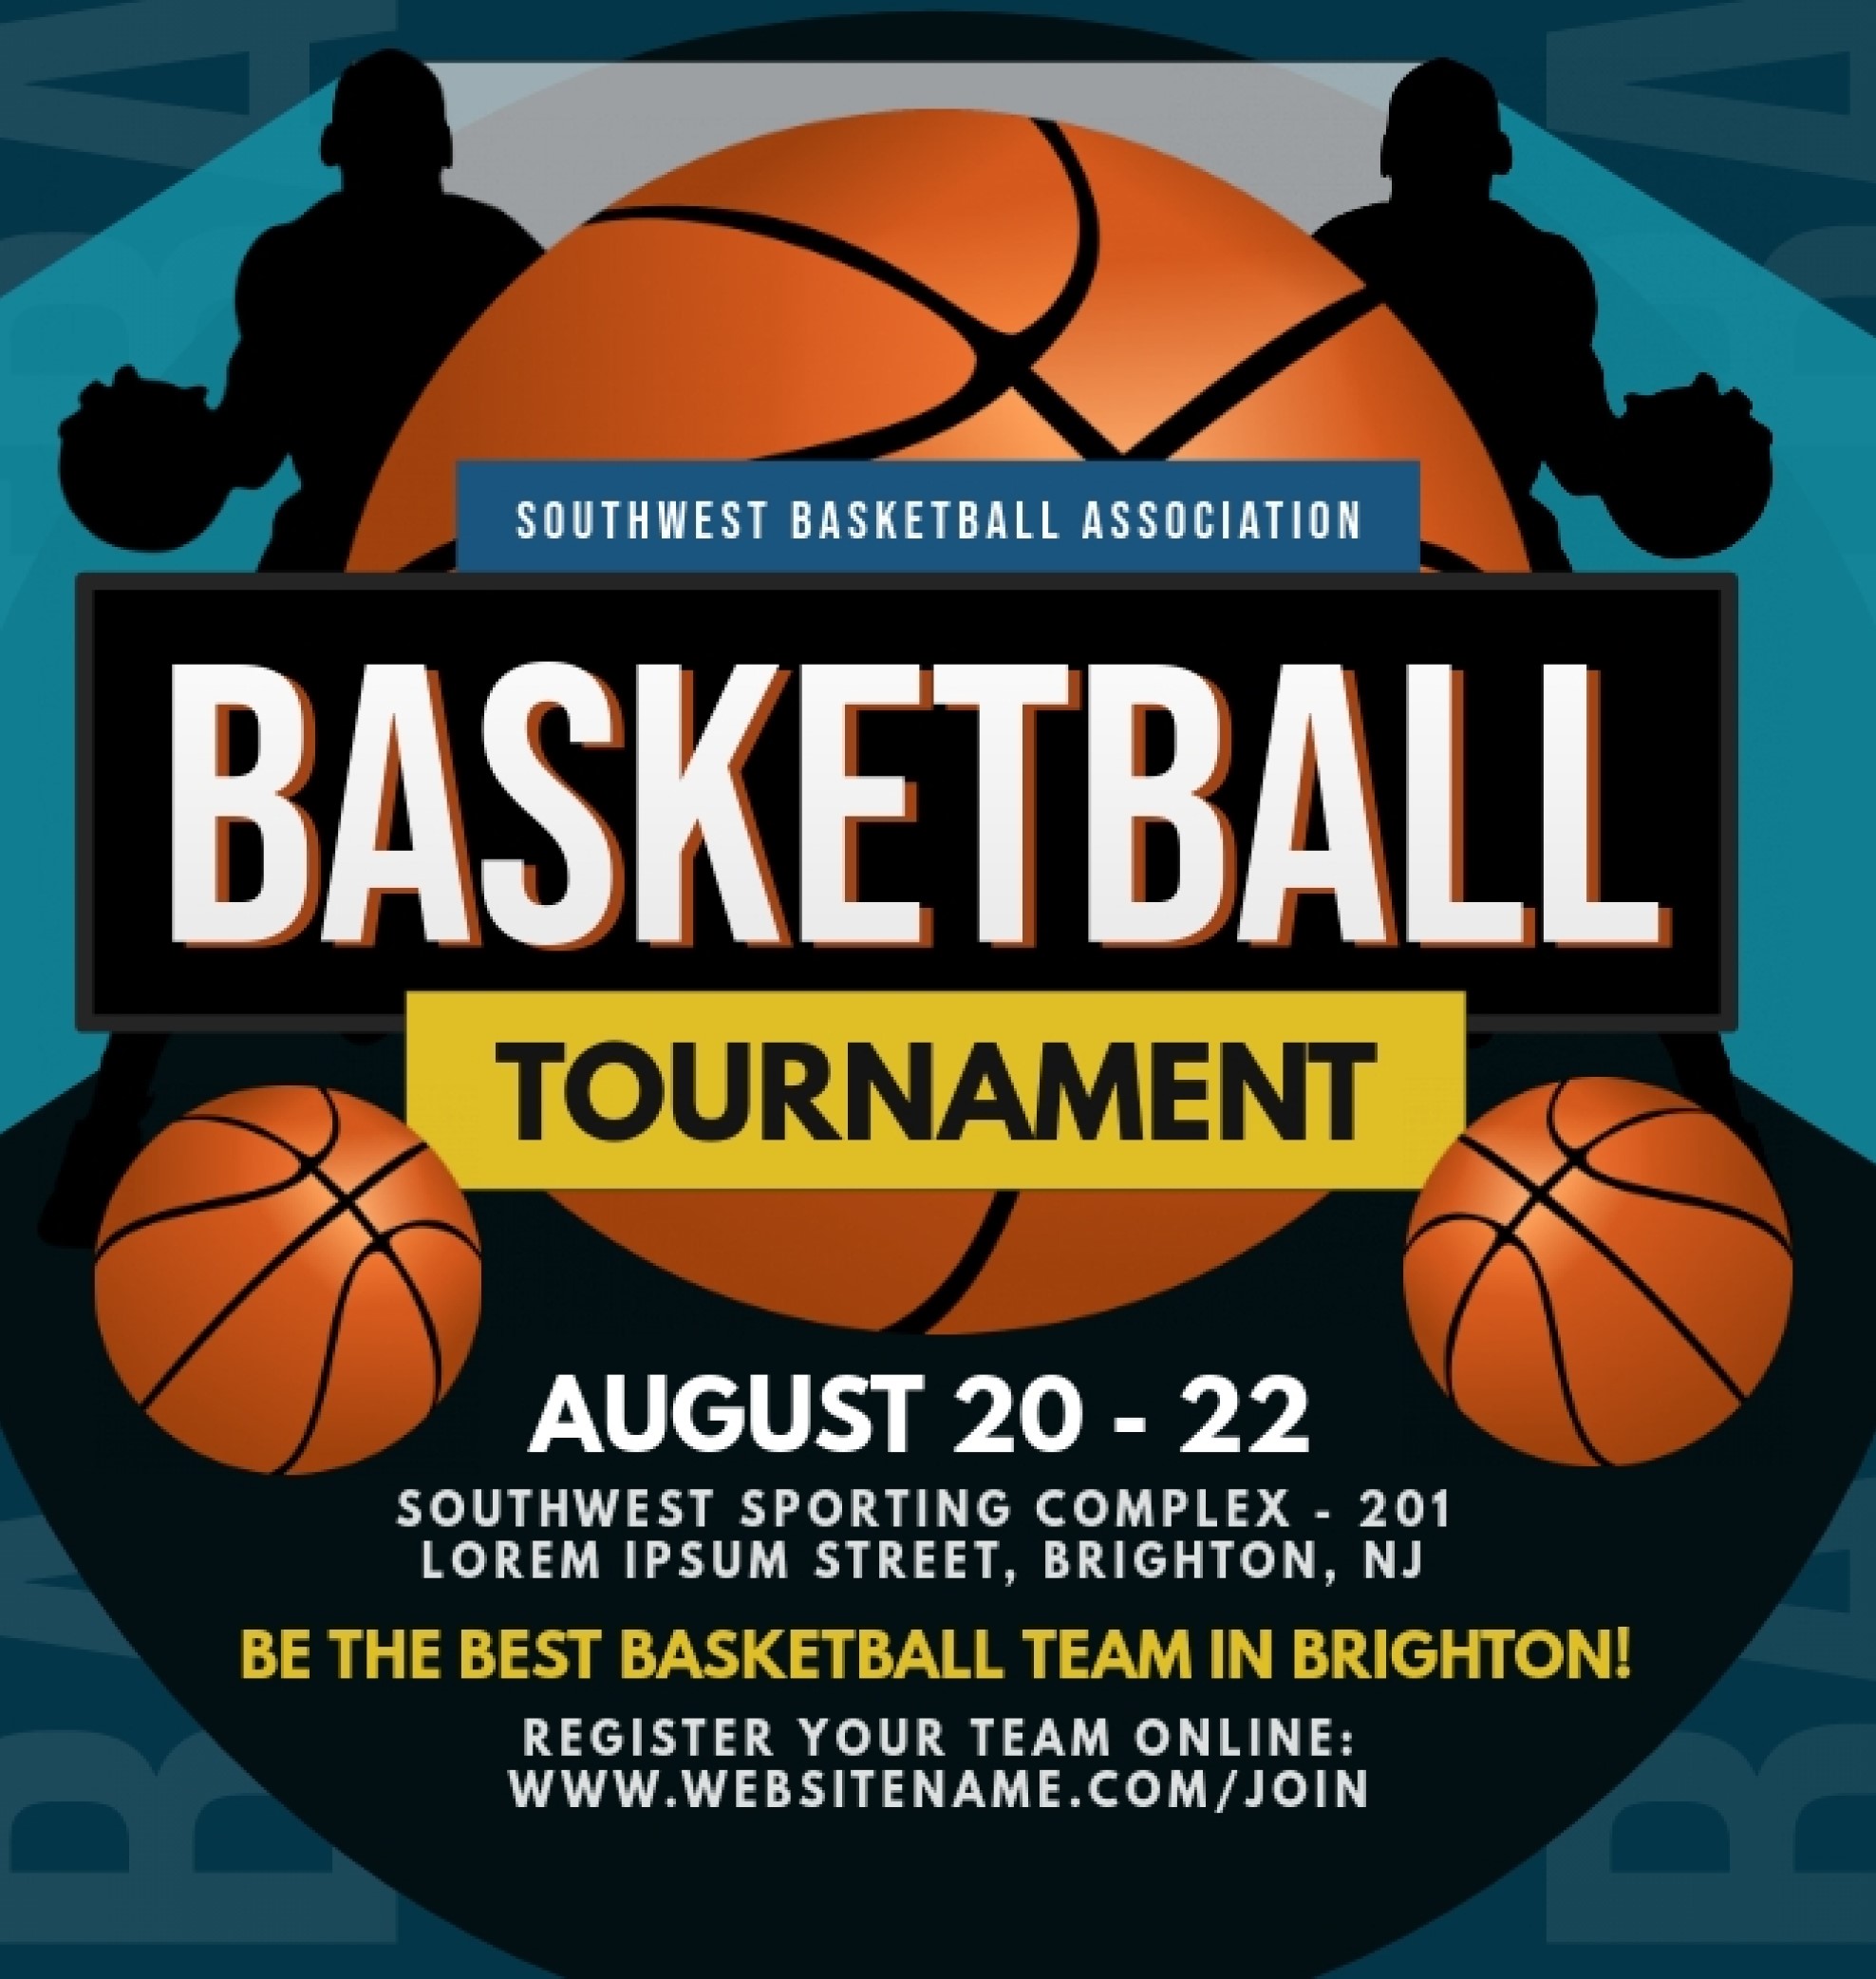 SOUTHWEST BASKETBALL ASSOCIATION
BASKETBALL
TOURNAMENT
AUGUST 20 - 22
SOUTHWEST SPORTING COMPLEX - 201
LOREM IPSUM STREET, BRIGHTON, NJ
BE THE BEST BASKETBALL TEAM IN BRIGHTON!
REGISTER YOUR TEAM ONLINE:
WWW.WEBSITENAME.COM/JOIN